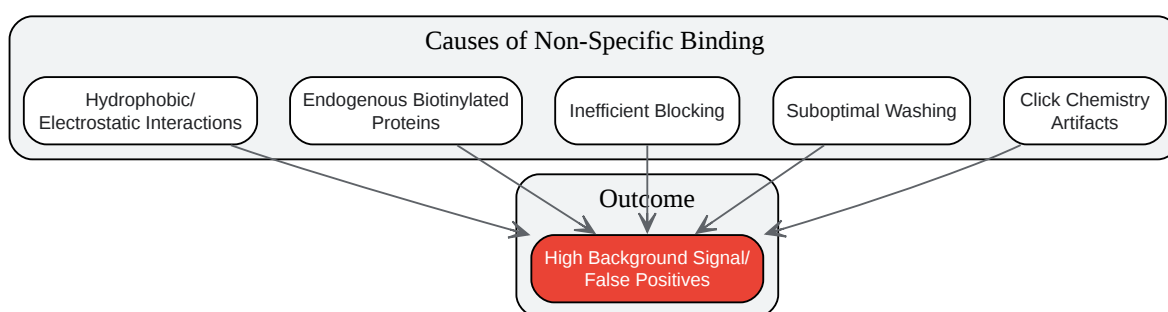 Causes of Non-Specific Binding
Hydrophobic/
Electrostatic Interactions
Endogenous Biotinylated
Proteins
Inefficient Blocking
Suboptimal Washing
Click Chemistry
Artifacts
Outcome
High Background Signal/
False Positives